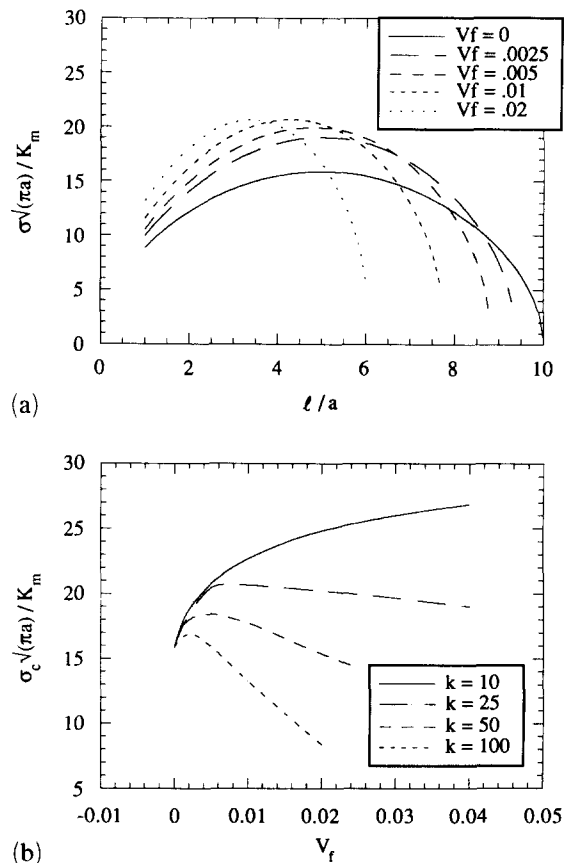 30
25
20
15
10
5
0
σ√(πa) / K_m
Vf = 0
Vf = .0025
Vf = .005
Vf = .01
Vf = .02
0 2 4 6 8 10
(a)
ℓ / a
30
25
20
15
10
5
σ_c √(πa) / K_m
k = 10
k = 25
k = 50
k = 100
-0.01 0 0.01 0.02 0.03 0.04 0.05
(b)
V_f